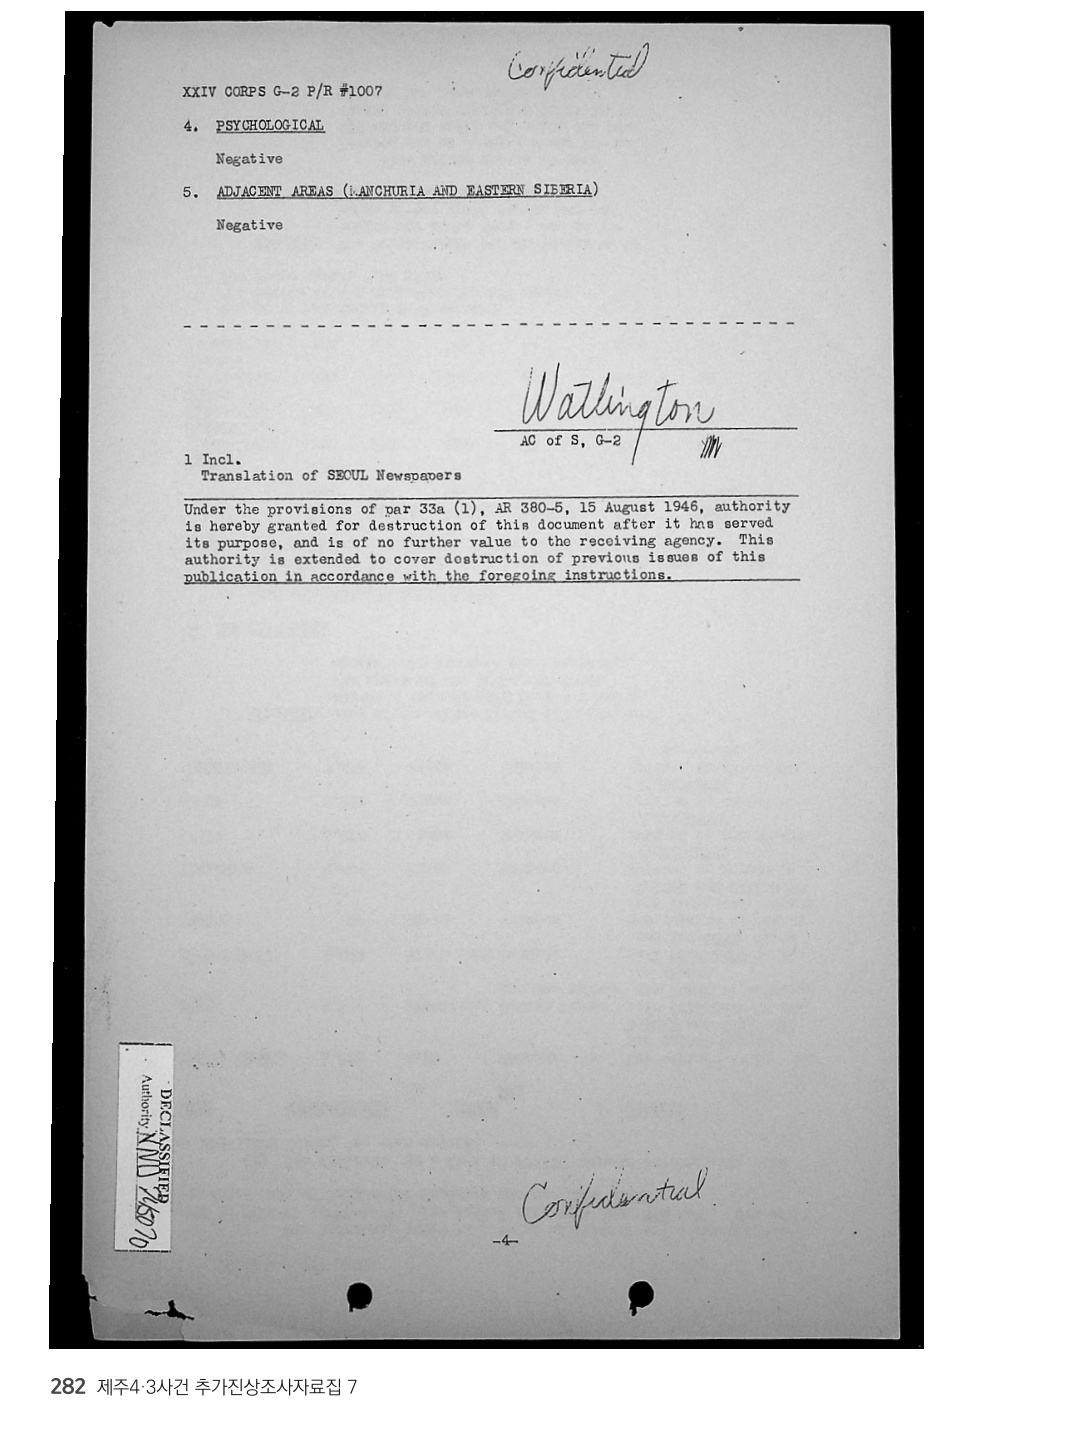 Confidential
XXIV CORPS G-2 P/R #1007
4. PSYCHOLOGICAL
Negative
5. ADJACENT AREAS (MANCHURIA AND EASTERN SIBERIA)
Negative
Watlington
AC of S, G-2
1 Incl.
Translation of SEOUL Newspapers
Under the provisions of par 33a (1), AR 380-5, 15 August 1946, authority
is hereby granted for destruction of this document after it has served
its purpose, and is of no further value to the receiving agency. This
authority is extended to cover destruction of previous issues of this
publication in accordance with the foregoing instructions.
DECLASSIFIED
Authority NND 745070
Confidential
-4-
282 제주4·3사건 추가진상조사자료집 7